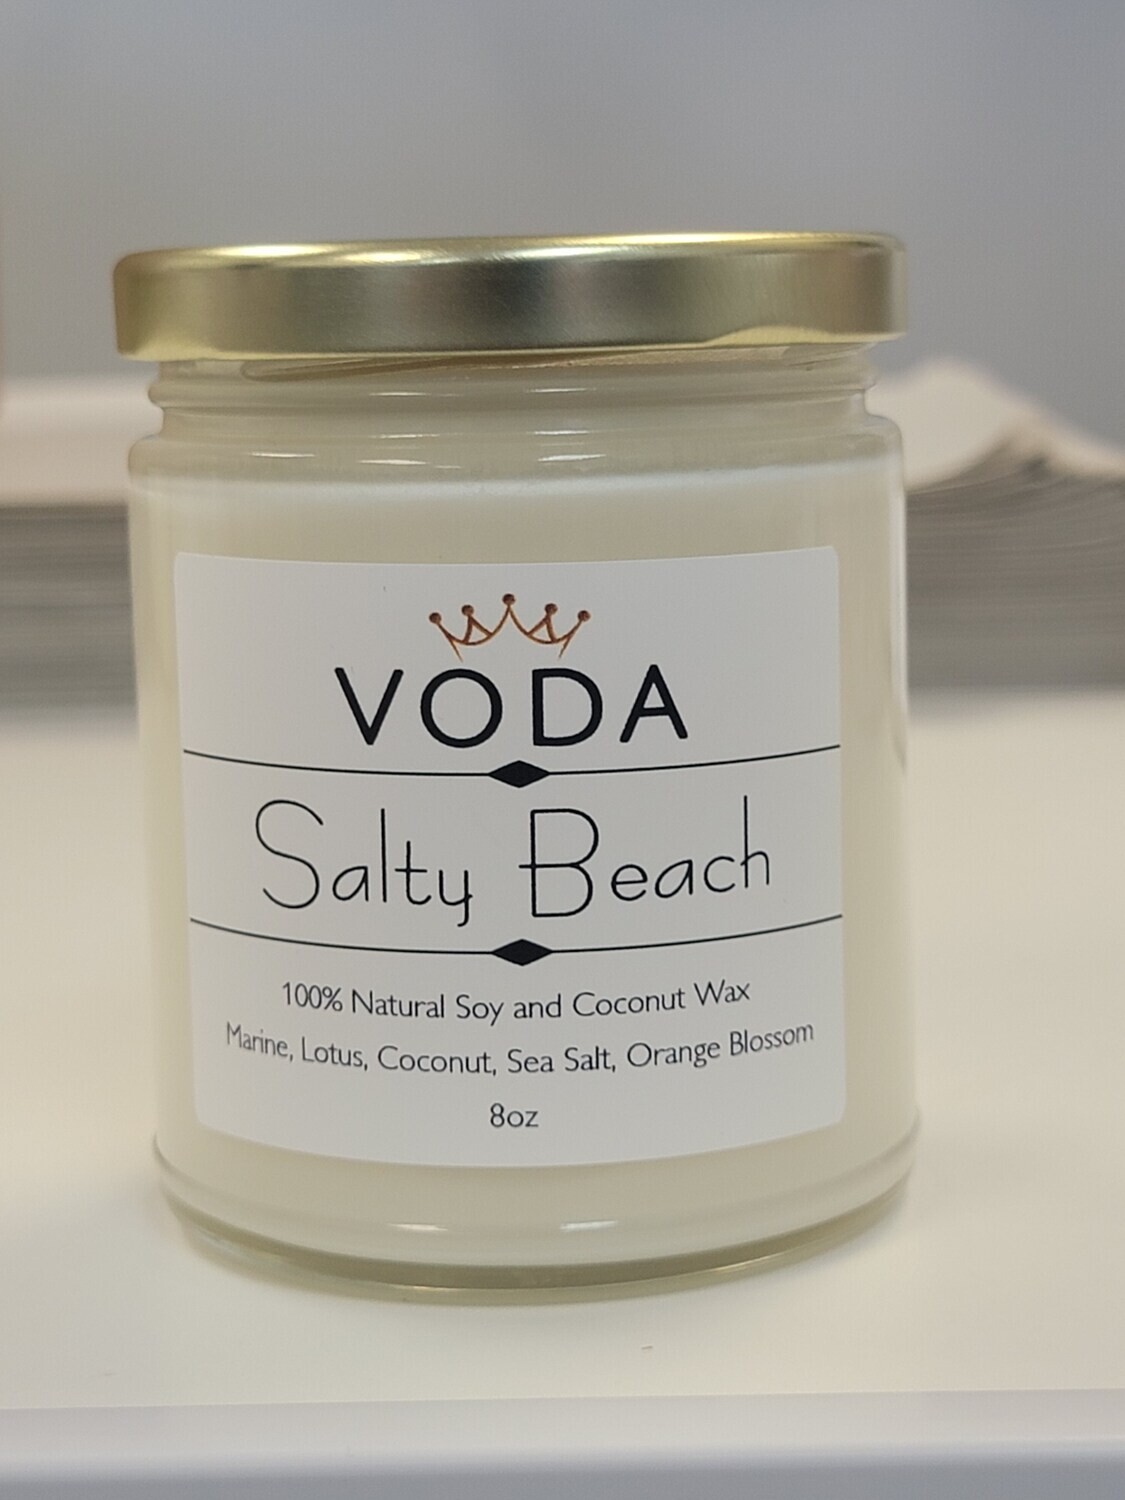 VODA
Salty Beach
100% Natural Soy and Coconut Wax
Marine, Lotus, Coconut, Sea Salt, Orange Blossom
8oz